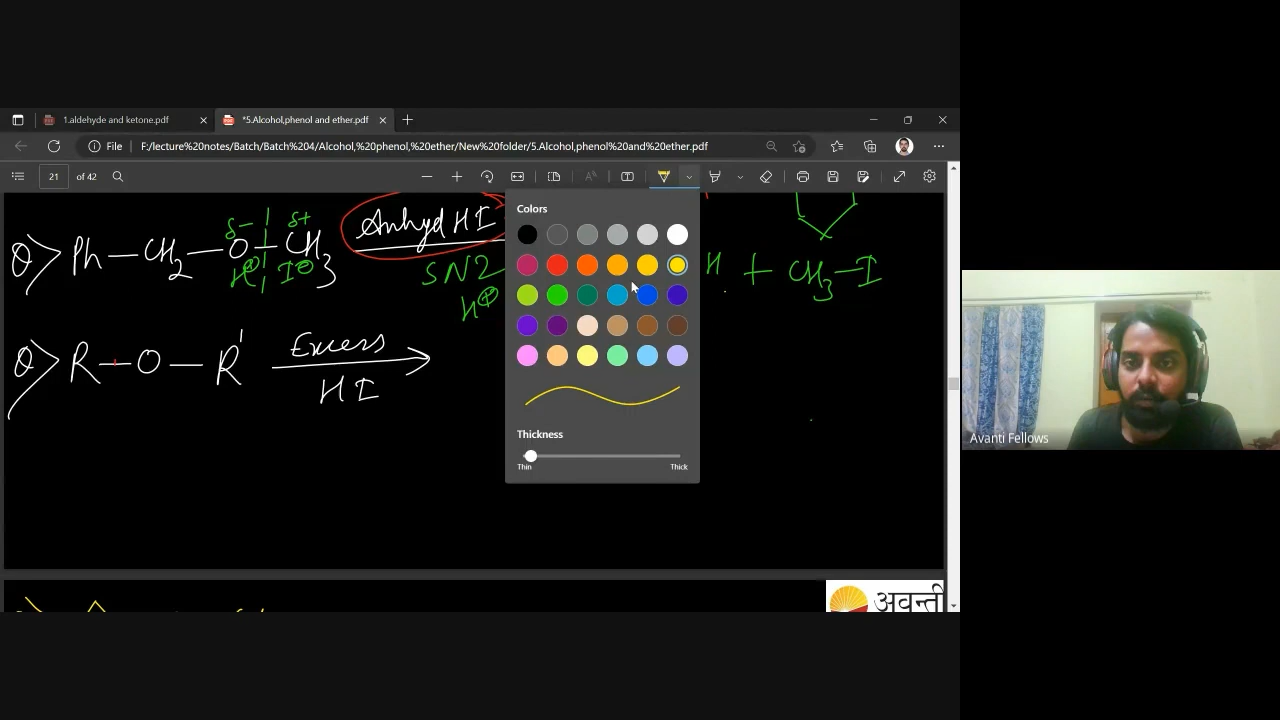 1.aldehyde and ketone.pdf
*5.Alcohol,phenol and ether.pdf
File
F:/lecture%20notes/Batch/Batch%204/Alcohol,%20phenol,%20ether/New%20folder/5.Alcohol,phenol%20and%20ether.pdf
21 of 42
Colors
Thickness
Thin Thick
Q> Ph—CH2—O—CH3 Anhyd HI
δ− δ+
H⊕ I⊖
SN2
H⊕
H + CH3—I
Q> R—O—R' Excess
HI
अवन्ती
Avanti Fellows